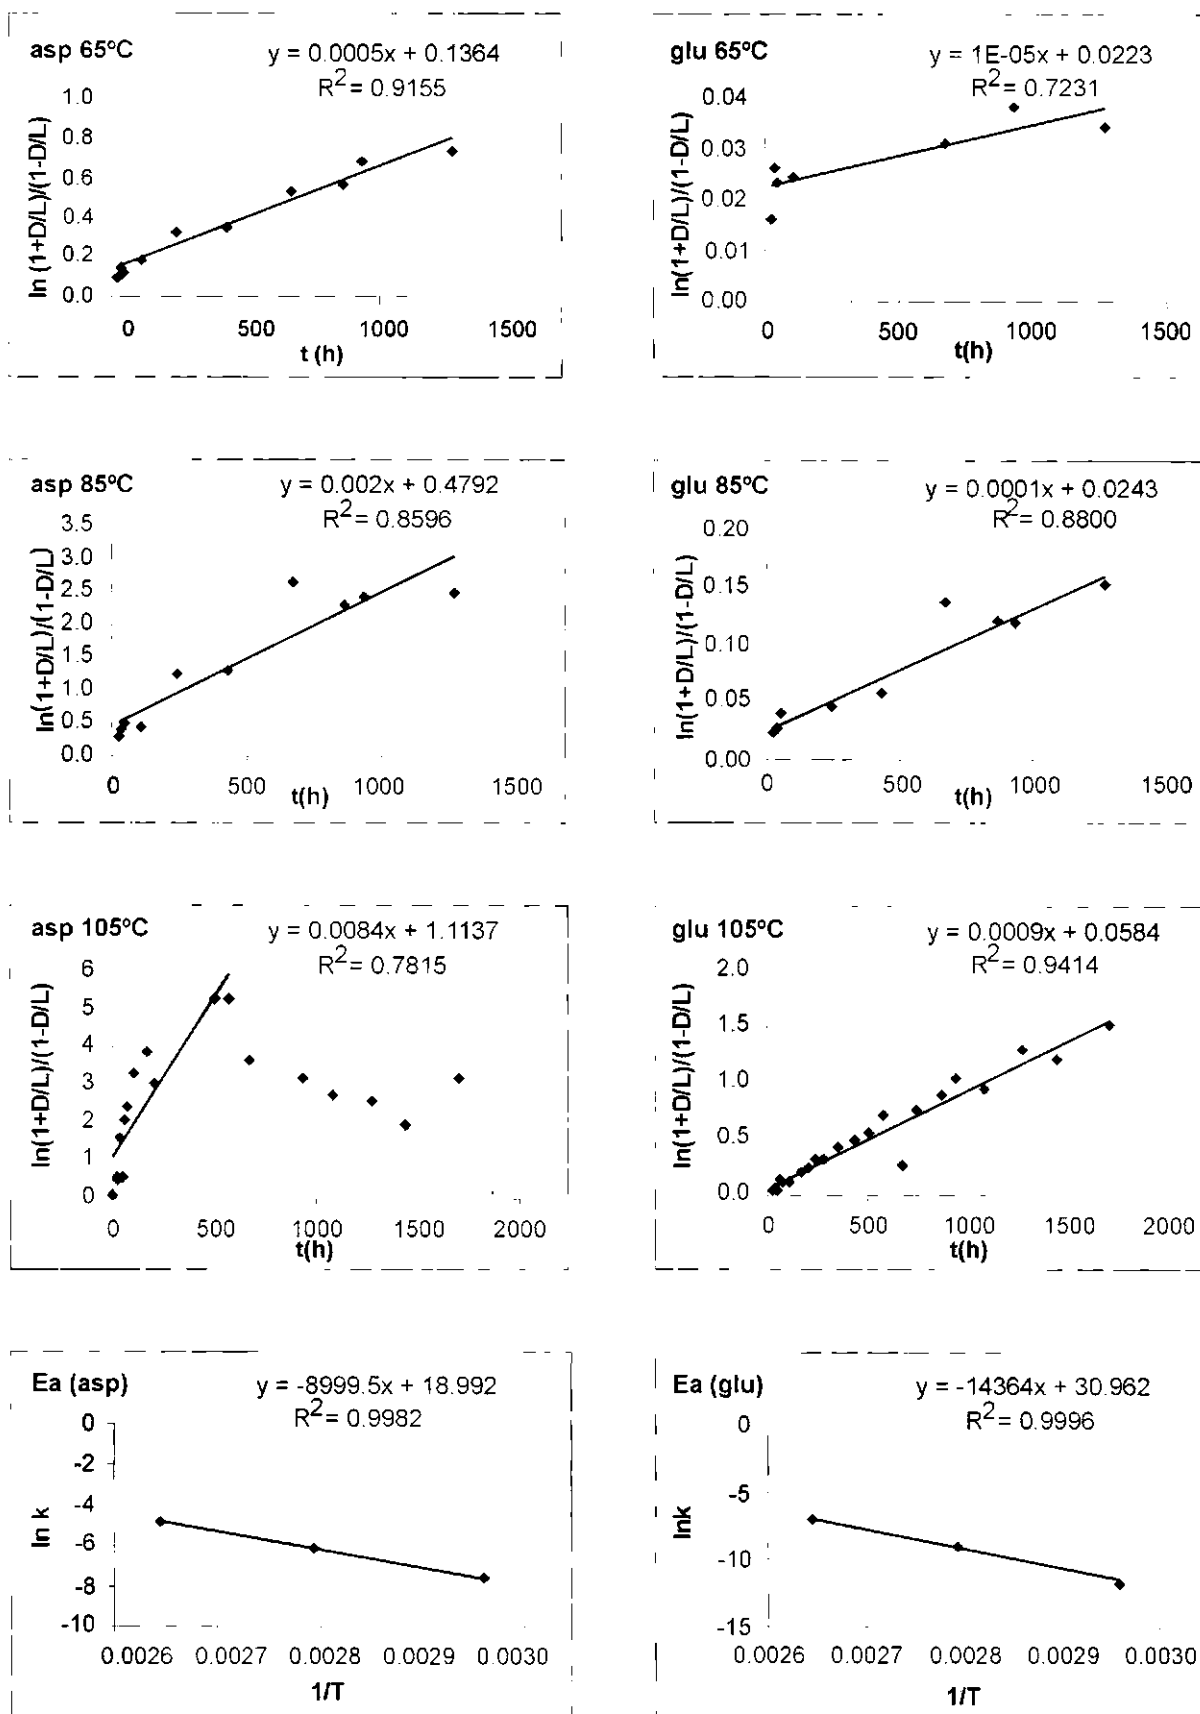 asp 65ºC
y = 0.0005x + 0.1364
R2 = 0.9155
ln (1+D/L)/(1-D/L)
1.0
0.8
0.6
0.4
0.2
0.0
0 500 1000 1500
t (h)
glu 65ºC
y = 1E-05x + 0.0223
R2 = 0.7231
ln(1+D/L)/(1-D/L)
0.04
0.03
0.02
0.01
0.00
0 500 1000 1500
t(h)
asp 85ºC
y = 0.002x + 0.4792
R2 = 0.8596
ln(1+D/L)/(1-D/L)
3.5
3.0
2.5
2.0
1.5
1.0
0.5
0.0
0 500 1000 1500
t(h)
glu 85ºC
y = 0.0001x + 0.0243
R2 = 0.8800
ln(1+D/L)/(1-D/L)
0.20
0.15
0.10
0.05
0.00
0 500 1000 1500
t(h)
asp 105ºC
y = 0.0084x + 1.1137
R2 = 0.7815
ln(1+D/L)/(1-D/L)
6
5
4
3
2
1
0
0 500 1000 1500 2000
t(h)
glu 105ºC
y = 0.0009x + 0.0584
R2 = 0.9414
ln(1+D/L)/(1-D/L)
2.0
1.5
1.0
0.5
0.0
0 500 1000 1500 2000
t(h)
Ea (asp)
y = -8999.5x + 18.992
R2 = 0.9982
ln k
0
-2
-4
-6
-8
-10
0.0026 0.0027 0.0028 0.0029 0.0030
1/T
Ea (glu)
y = -14364x + 30.962
R2 = 0.9996
lnk
0
-5
-10
-15
0.0026 0.0027 0.0028 0.0029 0.0030
1/T